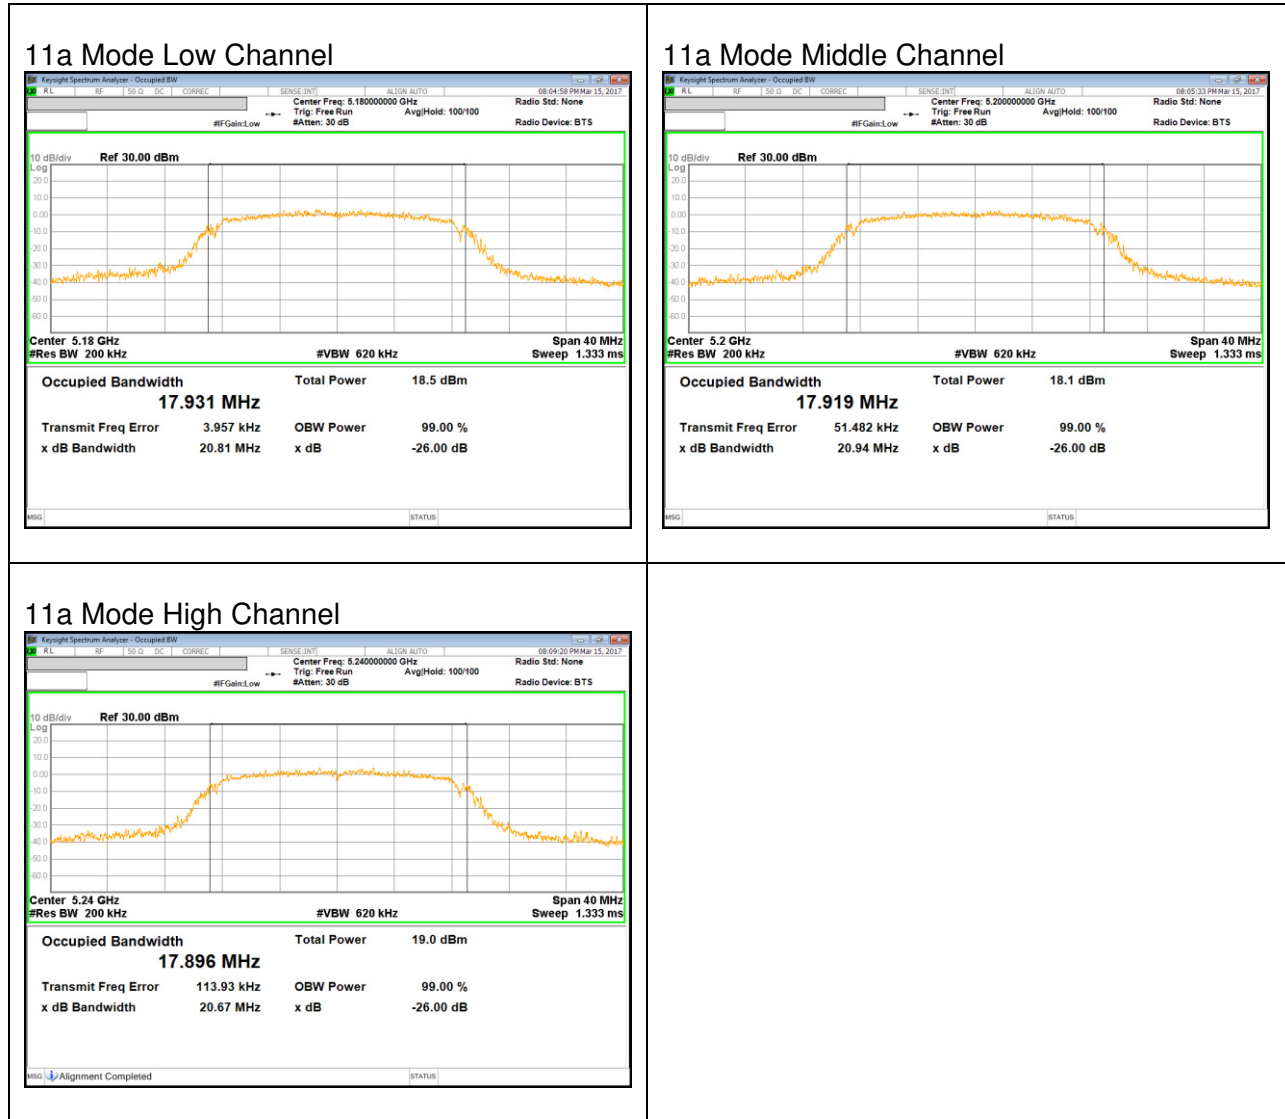 11a Mode Low Channel
Keysight Spectrum Analyzer - Occupied BW
RL RF 50 Ω DC CORREC SENSE:INT ALIGN AUTO 08:04:58 PM Mar 15, 2017
Center Freq: 5.180000000 GHz Radio Std: None
Trig: Free Run Avg|Hold: 100/100
#IFGain:Low #Atten: 30 dB Radio Device: BTS
10 dB/div Ref 30.00 dBm
Log
20.0
10.0
0.00
-10.0
-20.0
-30.0
-40.0
-50.0
-60.0
Center 5.18 GHz Span 40 MHz
#Res BW 200 kHz #VBW 620 kHz Sweep 1.333 ms
Occupied Bandwidth Total Power 18.5 dBm
17.931 MHz
Transmit Freq Error 3.957 kHz OBW Power 99.00 %
x dB Bandwidth 20.81 MHz x dB -26.00 dB
MSG STATUS
11a Mode Middle Channel
Keysight Spectrum Analyzer - Occupied BW
RL RF 50 Ω DC CORREC SENSE:INT ALIGN AUTO 08:05:33 PM Mar 15, 2017
Center Freq: 5.200000000 GHz Radio Std: None
Trig: Free Run Avg|Hold: 100/100
#IFGain:Low #Atten: 30 dB Radio Device: BTS
10 dB/div Ref 30.00 dBm
Log
20.0
10.0
0.00
-10.0
-20.0
-30.0
-40.0
-50.0
-60.0
Center 5.2 GHz Span 40 MHz
#Res BW 200 kHz #VBW 620 kHz Sweep 1.333 ms
Occupied Bandwidth Total Power 18.1 dBm
17.919 MHz
Transmit Freq Error 51.482 kHz OBW Power 99.00 %
x dB Bandwidth 20.94 MHz x dB -26.00 dB
MSG STATUS
11a Mode High Channel
Keysight Spectrum Analyzer - Occupied BW
RL RF 50 Ω DC CORREC SENSE:INT ALIGN AUTO 08:09:20 PM Mar 15, 2017
Center Freq: 5.240000000 GHz Radio Std: None
Trig: Free Run Avg|Hold: 100/100
#IFGain:Low #Atten: 30 dB Radio Device: BTS
10 dB/div Ref 30.00 dBm
Log
20.0
10.0
0.00
-10.0
-20.0
-30.0
-40.0
-50.0
-60.0
Center 5.24 GHz Span 40 MHz
#Res BW 200 kHz #VBW 620 kHz Sweep 1.333 ms
Occupied Bandwidth Total Power 19.0 dBm
17.896 MHz
Transmit Freq Error 113.93 kHz OBW Power 99.00 %
x dB Bandwidth 20.67 MHz x dB -26.00 dB
MSG Alignment Completed STATUS